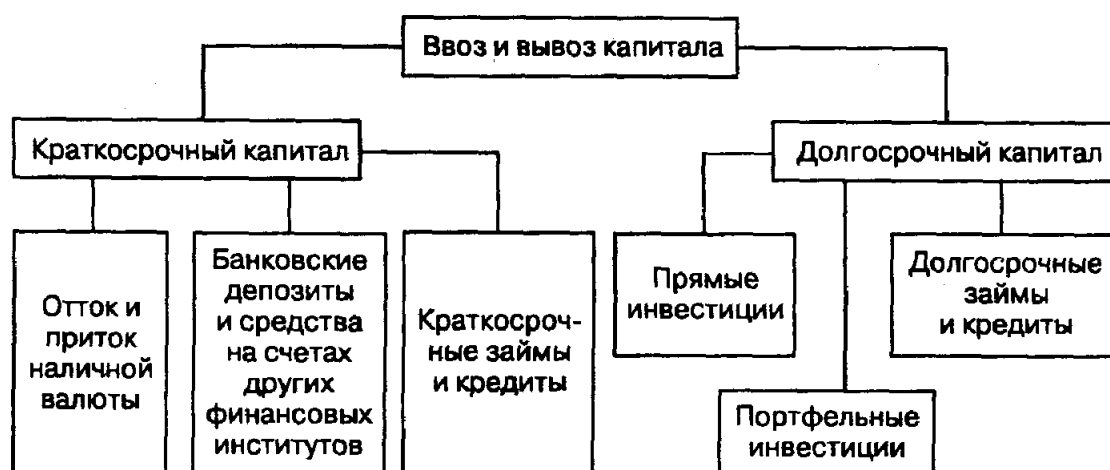 Ввоз и вывоз капитала
Краткосрочный капитал
Долгосрочный капитал
Отток и
приток
наличной
валюты
Банковские
депозиты
и средства
на счетах
других
финансовых
институтов
Краткосроч-
ные займы
и кредиты
Прямые
инвестиции
Портфельные
инвестиции
Долгосрочные
займы
и кредиты